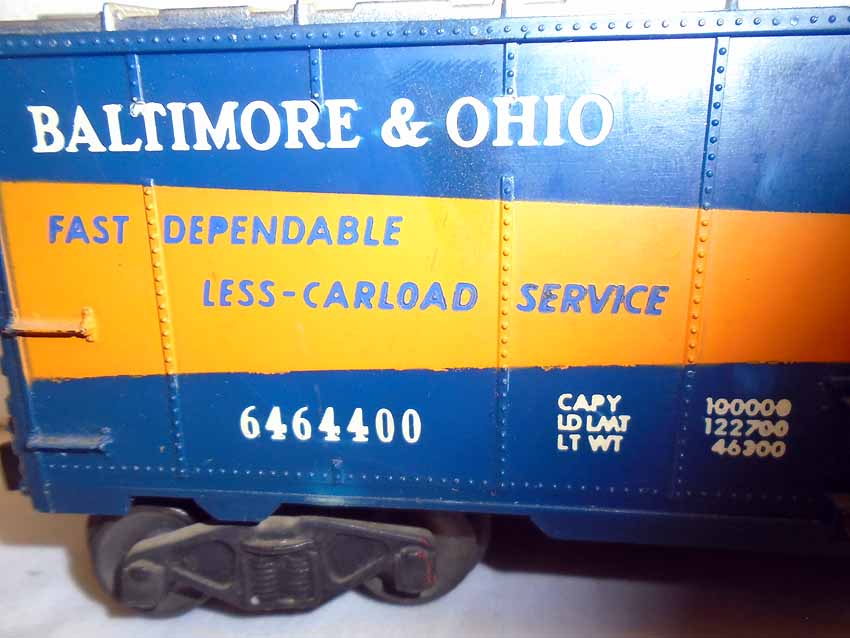 BALTIMORE & OHIO
FAST DEPENDABLE
LESS-CARLOAD SERVICE
6464400
CAPY 100000
LD LMT 122700
LT WT 46300